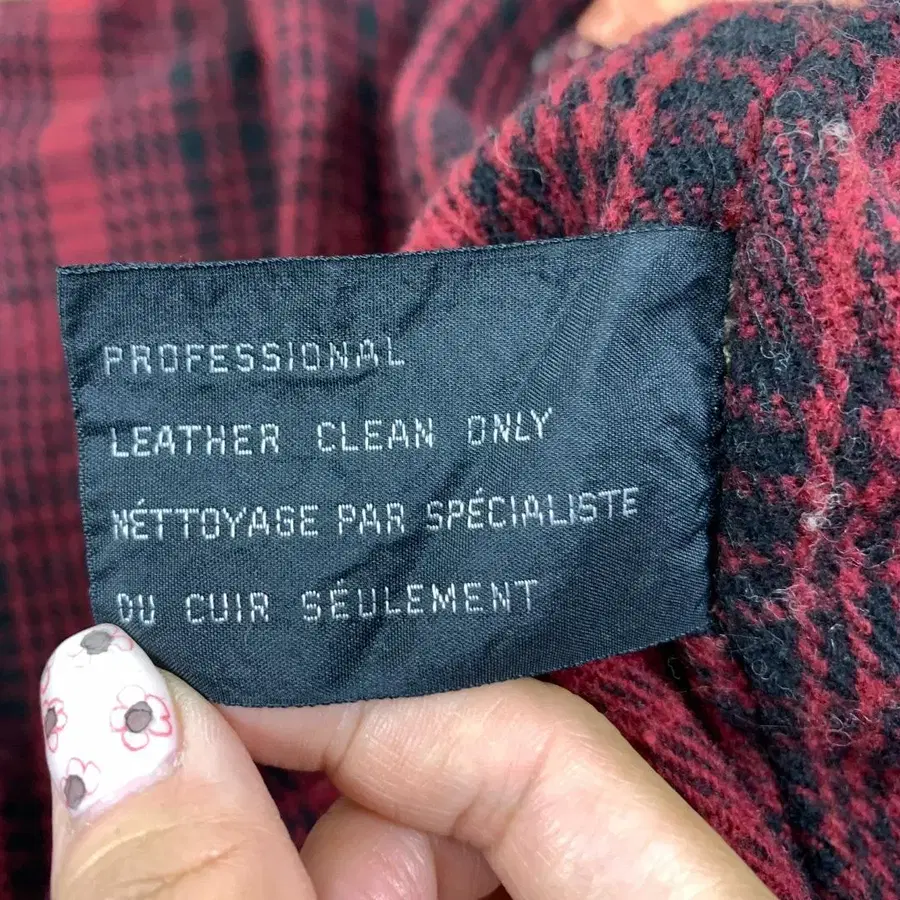 PROFESSIONAL
LEATHER CLEAN ONLY
NÉTTOYAGE PAR SPÉCIALISTE
DU CUIR SÉULEMENT